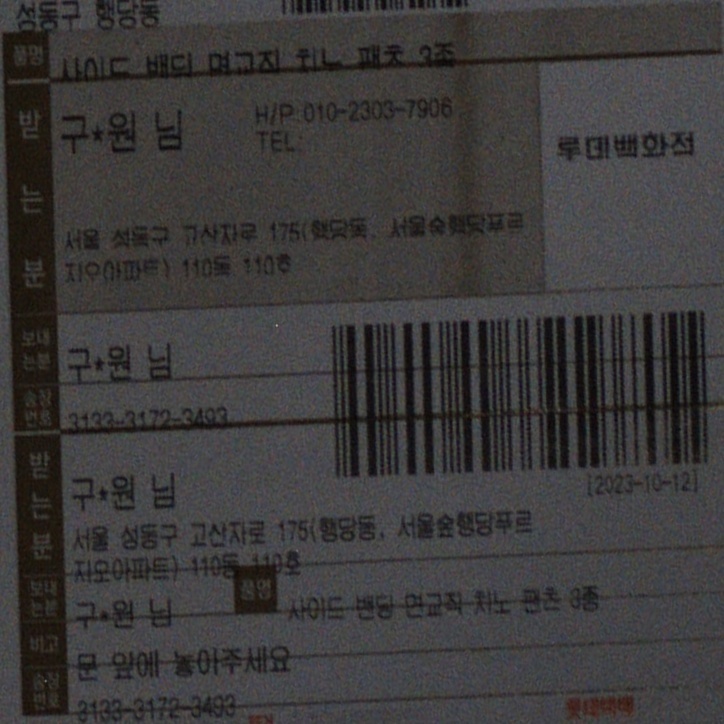 성동구 행당동
품명 사이드 밴딩 면교직 치노 팬츠 3종
받는분 구*원 님 H/P:010-2303-7906
TEL:
롯데백화점
서울 성동구 고산자로 175(행당동, 서울숲행당푸르
지오아파트) 110동 110호
보내는분 구*원 님
송장번호 3133-3172-3493
[2023-10-12]
받는분 구*원 님
서울 성동구 고산자로 175(행당동, 서울숲행당푸르
지오아파트) 110동 110호
보내는분 구*원 님 품명 사이드 밴딩 면교직 치노 팬츠 3종
비고 문 앞에 놓아주세요
송장번호 3133-3172-3493
롯데택배